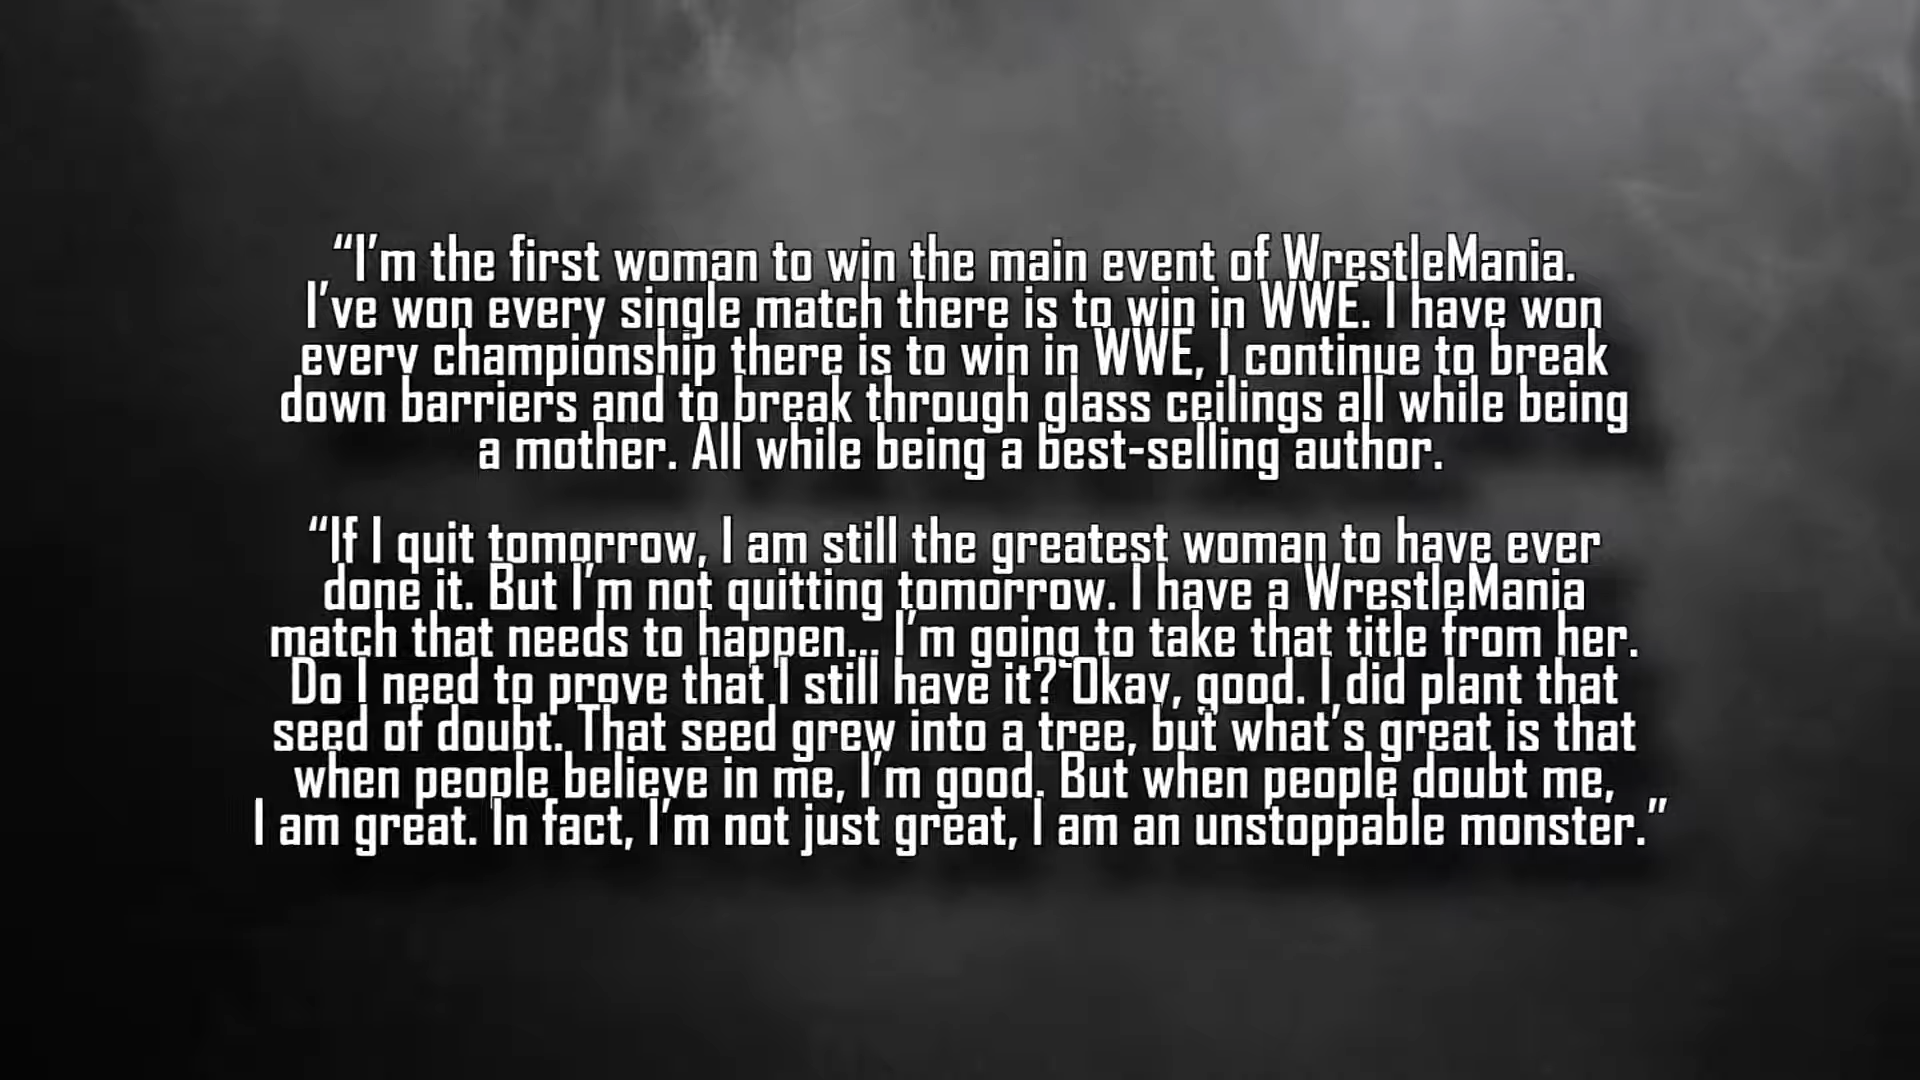 “I’m the first woman to win the main event of WrestleMania.
I’ve won every single match there is to win in WWE. I have won
every championship there is to win in WWE, I continue to break
down barriers and to break through glass ceilings all while being
a mother. All while being a best-selling author.
“If I quit tomorrow, I am still the greatest woman to have ever
done it. But I’m not quitting tomorrow. I have a WrestleMania
match that needs to happen... I’m going to take that title from her.
Do I need to prove that I still have it? Okay, good. I did plant that
seed of doubt. That seed grew into a tree, but what’s great is that
when people believe in me, I’m good. But when people doubt me,
I am great. In fact, I’m not just great, I am an unstoppable monster.”